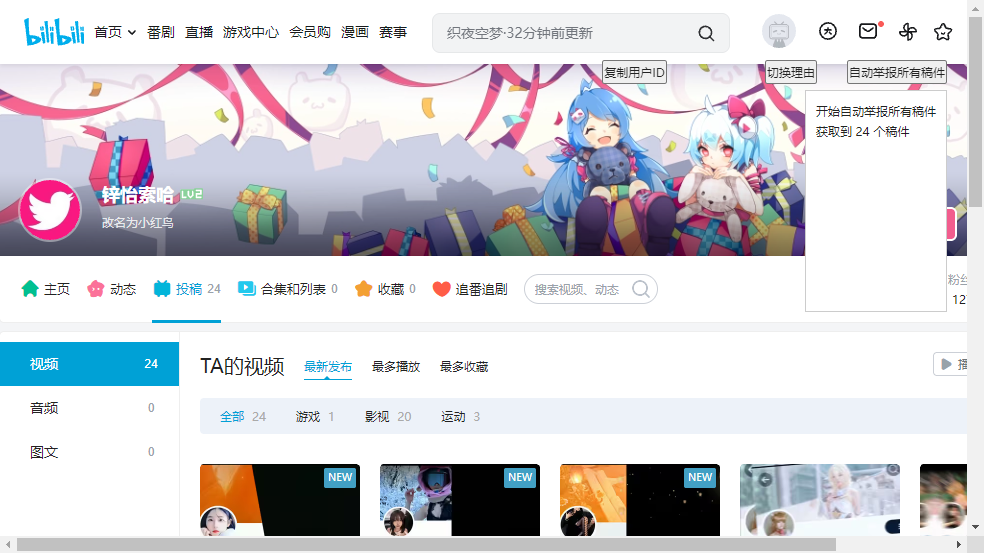 bilibili 首页 番剧 直播 游戏中心 会员购 漫画 赛事 织夜空梦·32分钟前更新
复制用户ID 切换理由 自动举报所有稿件
开始自动举报所有稿件
获取到 24 个稿件
锌怡索哈 LV2
改名为小红鸟
主页 动态 投稿 24 合集和列表 0 收藏 0 追番追剧 搜索视频、动态 粉丝
12
视频 24
音频 0
图文 0
TA的视频 最新发布 最多播放 最多收藏 播
全部 24 游戏 1 影视 20 运动 3
NEW NEW NEW